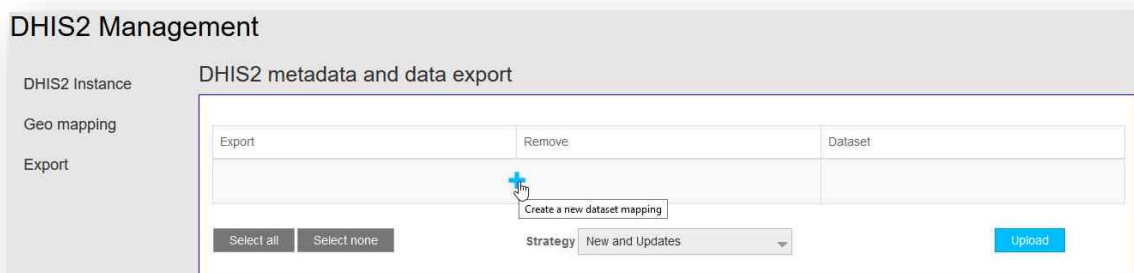 DHIS2 Management
DHIS2 Instance
Geo mapping
Export
DHIS2 metadata and data export
Export Remove Dataset
Create a new dataset mapping
Select all Select none Strategy New and Updates Upload